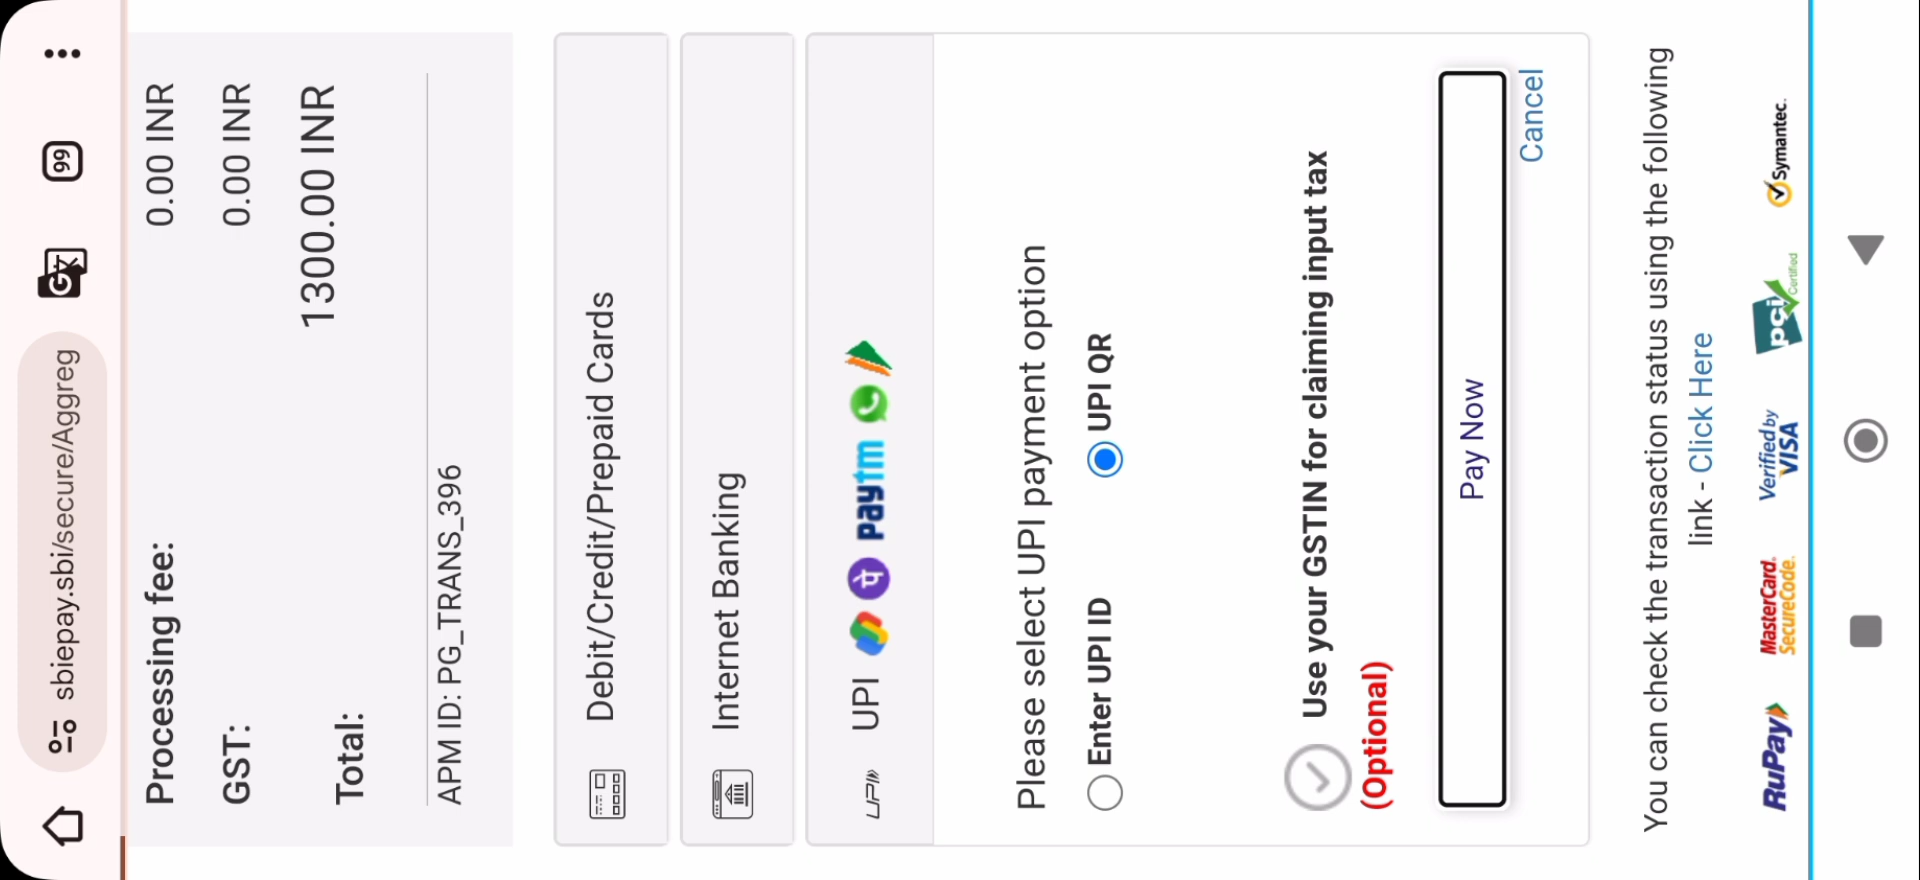 sbiepay.sbi/secure/Aggreg
99
Processing fee: 0.00 INR
GST: 0.00 INR
Total: 1300.00 INR
APM ID: PG_TRANS_396
Debit/Credit/Prepaid Cards
Internet Banking
UPI UPI पे paytm
Please select UPI payment option
Enter UPI ID UPI QR
Use your GSTIN for claiming input tax
(Optional)
Pay Now
Cancel
You can check the transaction status using the following
link - Click Here
RuPay MasterCard. SecureCode. Verified by VISA pci Certified Symantec.